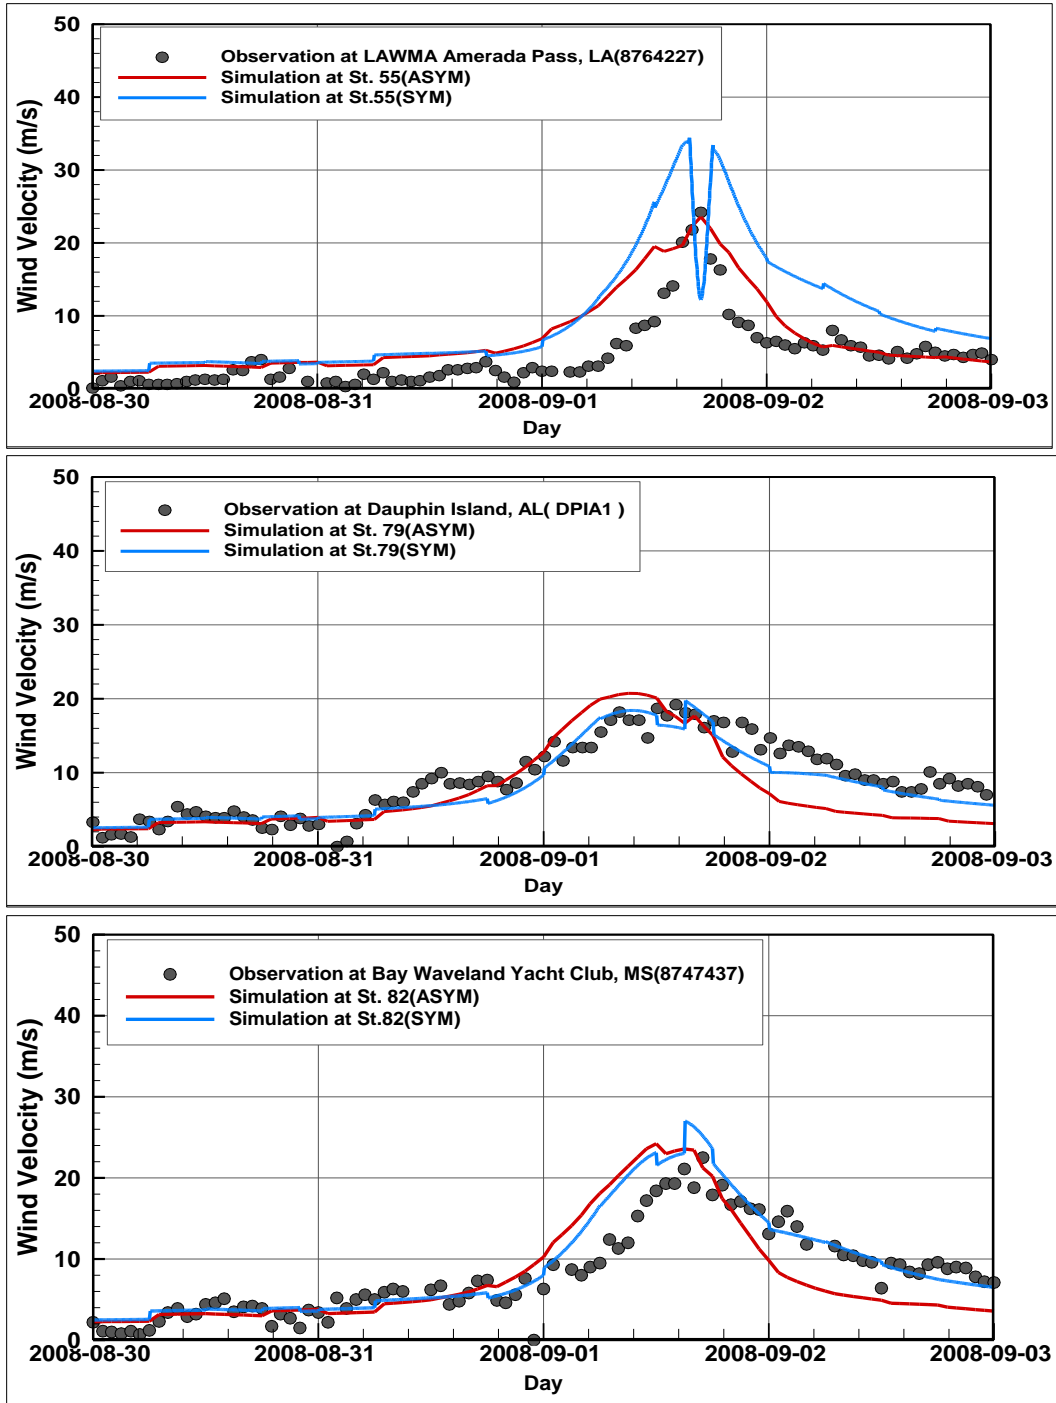 50
40
30
20
10
0
Wind Velocity (m/s)
Observation at LAWMA Amerada Pass, LA(8764227)
Simulation at St. 55(ASYM)
Simulation at St.55(SYM)
2008-08-30 2008-08-31 2008-09-01 2008-09-02 2008-09-03
Day
50
40
30
20
10
0
Wind Velocity (m/s)
Observation at Dauphin Island, AL( DPIA1 )
Simulation at St. 79(ASYM)
Simulation at St.79(SYM)
2008-08-30 2008-08-31 2008-09-01 2008-09-02 2008-09-03
Day
50
40
30
20
10
0
Wind Velocity (m/s)
Observation at Bay Waveland Yacht Club, MS(8747437)
Simulation at St. 82(ASYM)
Simulation at St.82(SYM)
2008-08-30 2008-08-31 2008-09-01 2008-09-02 2008-09-03
Day